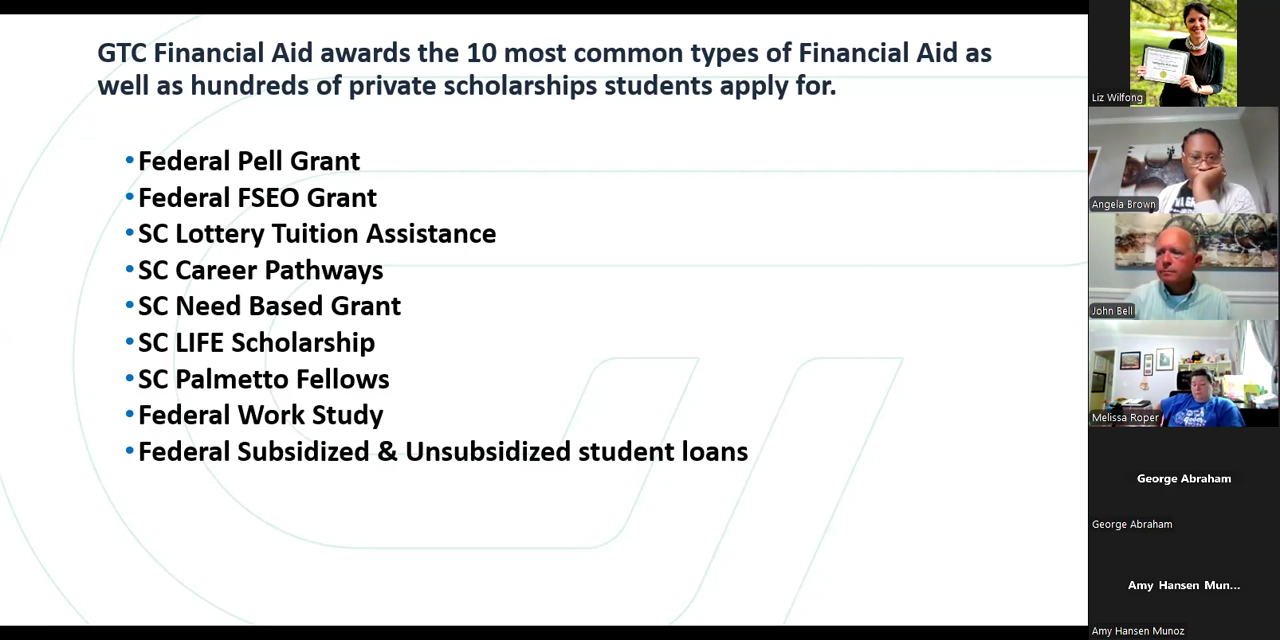 GTC Financial Aid awards the 10 most common types of Financial Aid as
well as hundreds of private scholarships students apply for.
•Federal Pell Grant
•Federal FSEO Grant
•SC Lottery Tuition Assistance
•SC Career Pathways
•SC Need Based Grant
•SC LIFE Scholarship
•SC Palmetto Fellows
•Federal Work Study
•Federal Subsidized & Unsubsidized student loans
Liz Wilfong
Angela Brown
John Bell
Melissa Roper
George Abraham
George Abraham
Amy Hansen Mun...
Amy Hansen Munoz